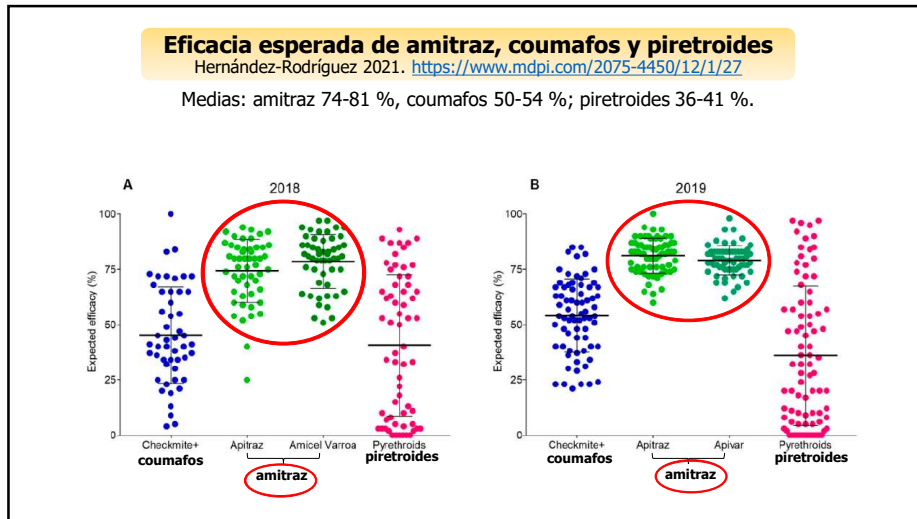 Eficacia esperada de amitraz, coumafos y piretroides
Hernández-Rodríguez 2021. https://www.mdpi.com/2075-4450/12/1/27
Medias: amitraz 74-81 %, coumafos 50-54 %; piretroides 36-41 %.
A
2018
Expected efficacy (%)
100
75
50
25
0
Checkmite+
Apitraz
Amicel Varroa
Pyrethroids
coumafos
piretroides
amitraz
B
2019
Expected efficacy (%)
100
75
50
25
0
Checkmite+
Apitraz
Apivar
Pyrethroids
coumafos
piretroides
amitraz